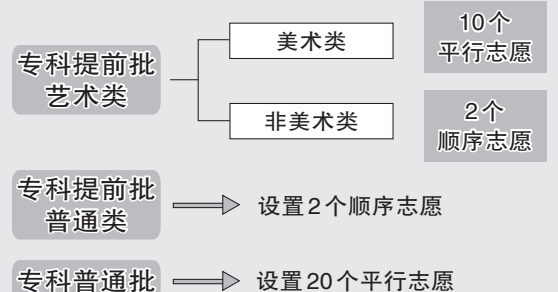 专科提前批
艺术类
美术类
10个
平行志愿
非美术类
2个
顺序志愿
专科提前批
普通类
设置2个顺序志愿
专科普通批
设置20个平行志愿